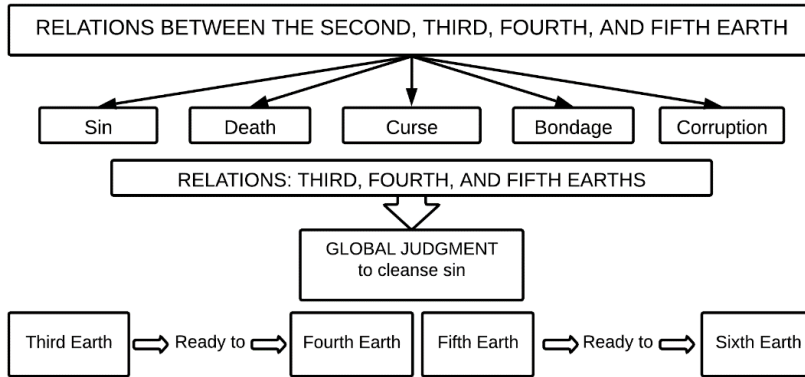 RELATIONS BETWEEN THE SECOND, THIRD, FOURTH, AND FIFTH EARTH
Sin
Death
Curse
Bondage
Corruption
RELATIONS: THIRD, FOURTH, AND FIFTH EARTHS
GLOBAL JUDGMENT
to cleanse sin
Third Earth
Ready to
Fourth Earth
Fifth Earth
Ready to
Sixth Earth